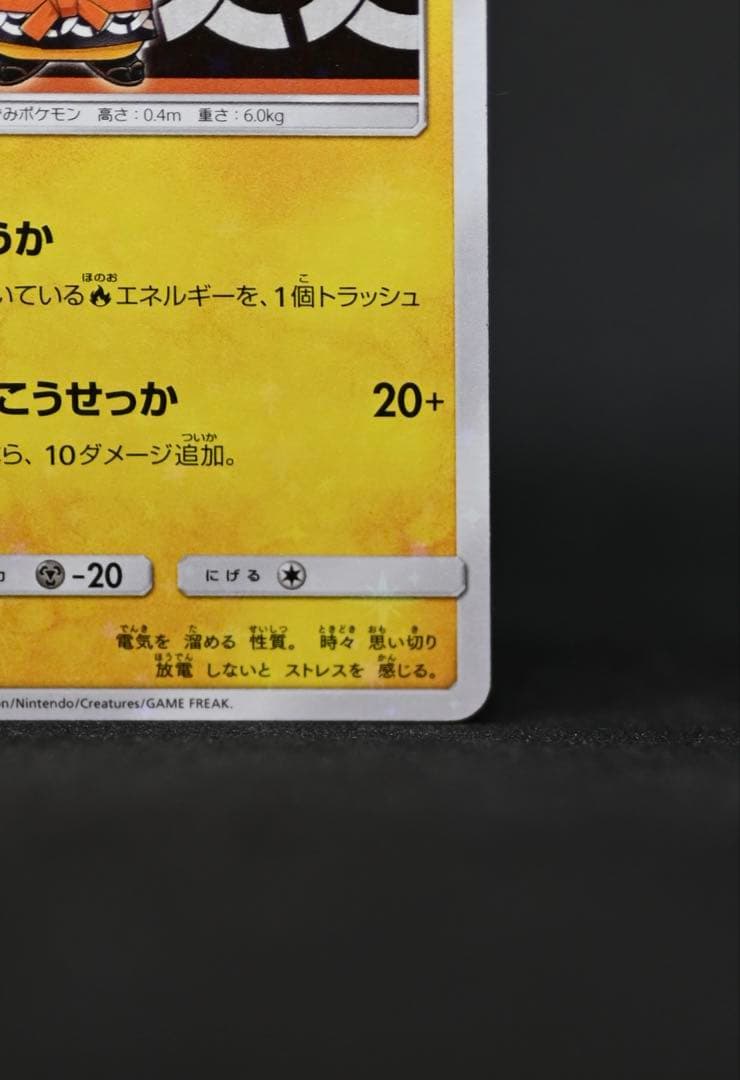 みポケモン 高さ：0.4m 重さ：6.0kg
うか
いている エネルギーを、1個トラッシュ
こうせっか 20+
ら、10ダメージ追加。
-20 にげる
電気を 溜める 性質。 時々 思い切り
放電 しないと ストレスを 感じる。
n/Nintendo/Creatures/GAME FREAK.